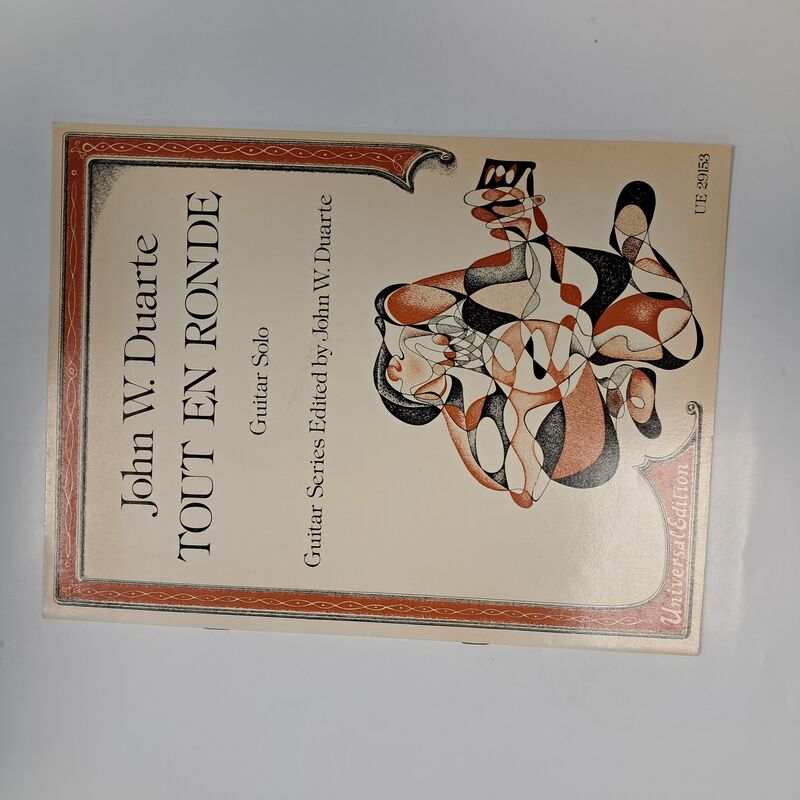 John W. Duarte
TOUT EN RONDE
Guitar Solo
Guitar Series Edited by John W. Duarte
Universal Edition
UE 29153